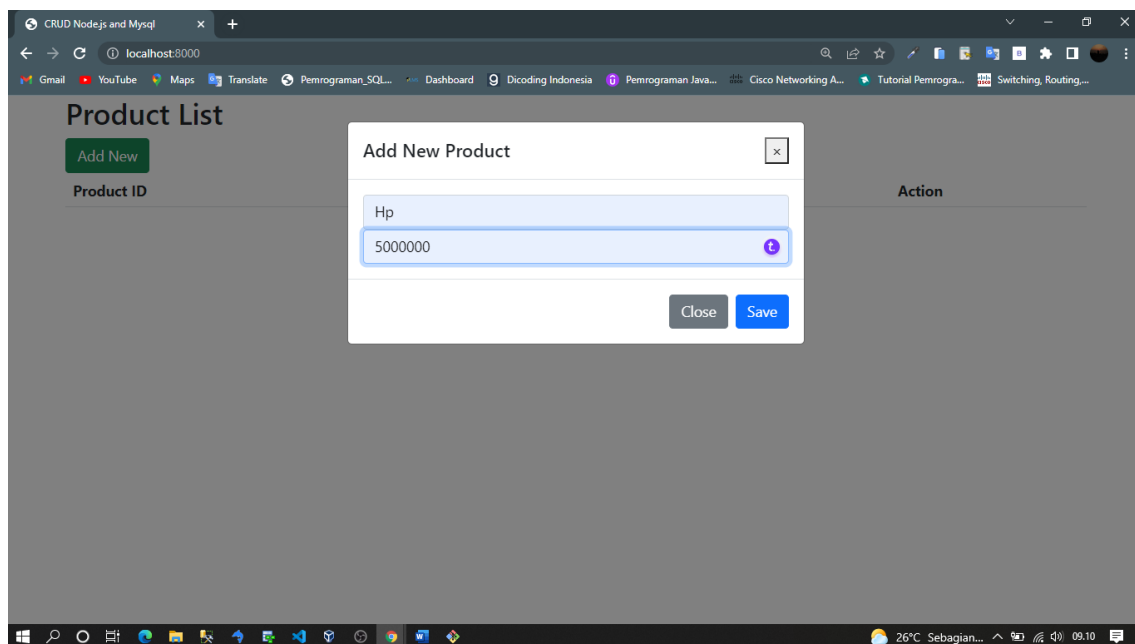 CRUD Node.js and Mysql
localhost:8000
Gmail YouTube Maps Translate Pemrograman_SQL... Dashboard Dicoding Indonesia Pemrograman Java... Cisco Networking A... Tutorial Pemrogra... Switching, Routing,...
Product List
Add New
Product ID Action
Add New Product ×
Hp
5000000
Close Save
26°C Sebagian... 09.10